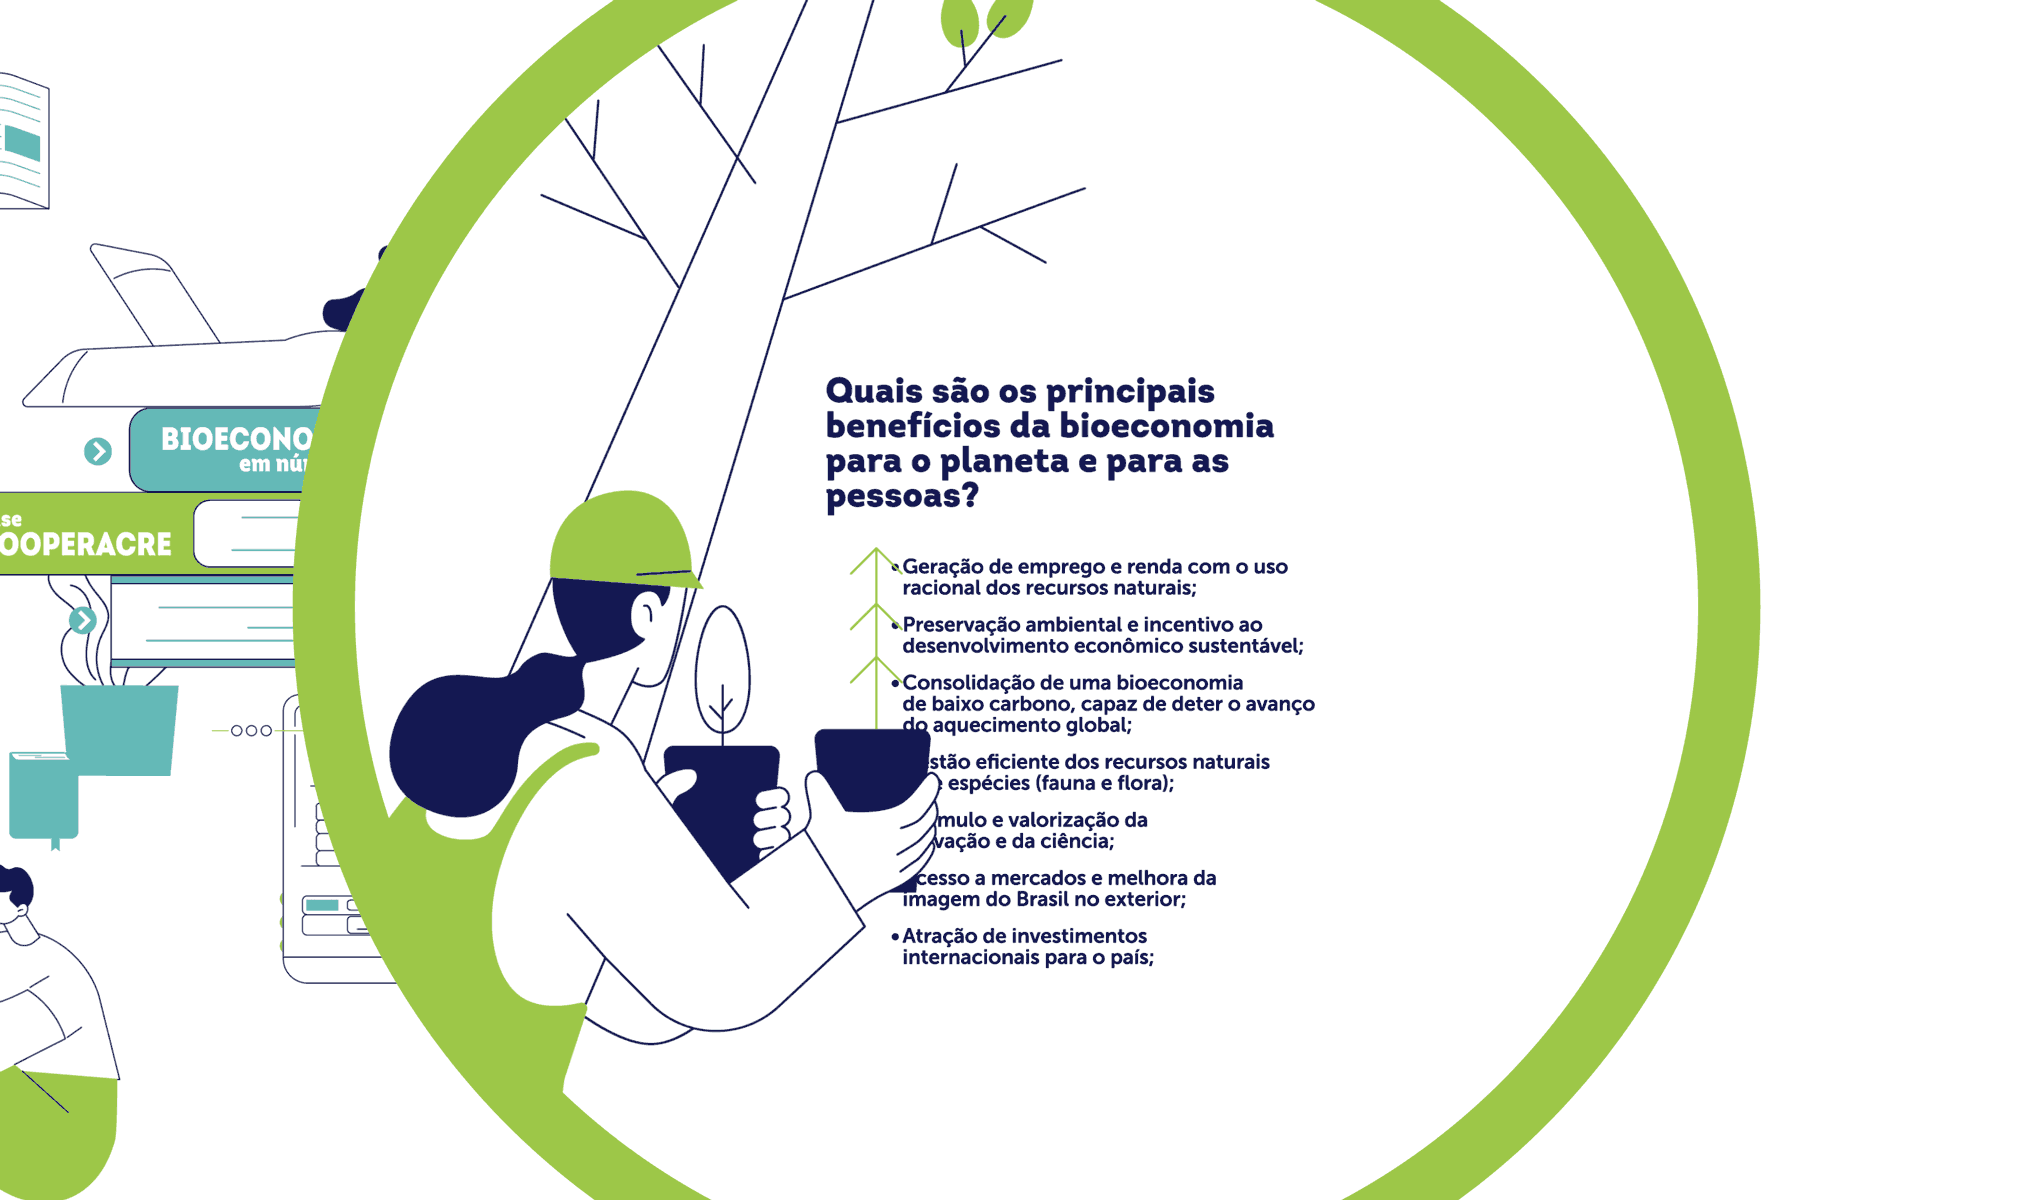 BIOECONO
em núm
se
OOPERACRE
Quais são os principais
benefícios da bioeconomia
para o planeta e para as
pessoas?
• Geração de emprego e renda com o uso
racional dos recursos naturais;
• Preservação ambiental e incentivo ao
desenvolvimento econômico sustentável;
• Consolidação de uma bioeconomia
de baixo carbono, capaz de deter o avanço
do aquecimento global;
stão eficiente dos recursos naturais
e espécies (fauna e flora);
mulo e valorização da
vação e da ciência;
cesso a mercados e melhora da
imagem do Brasil no exterior;
• Atração de investimentos
internacionais para o país;